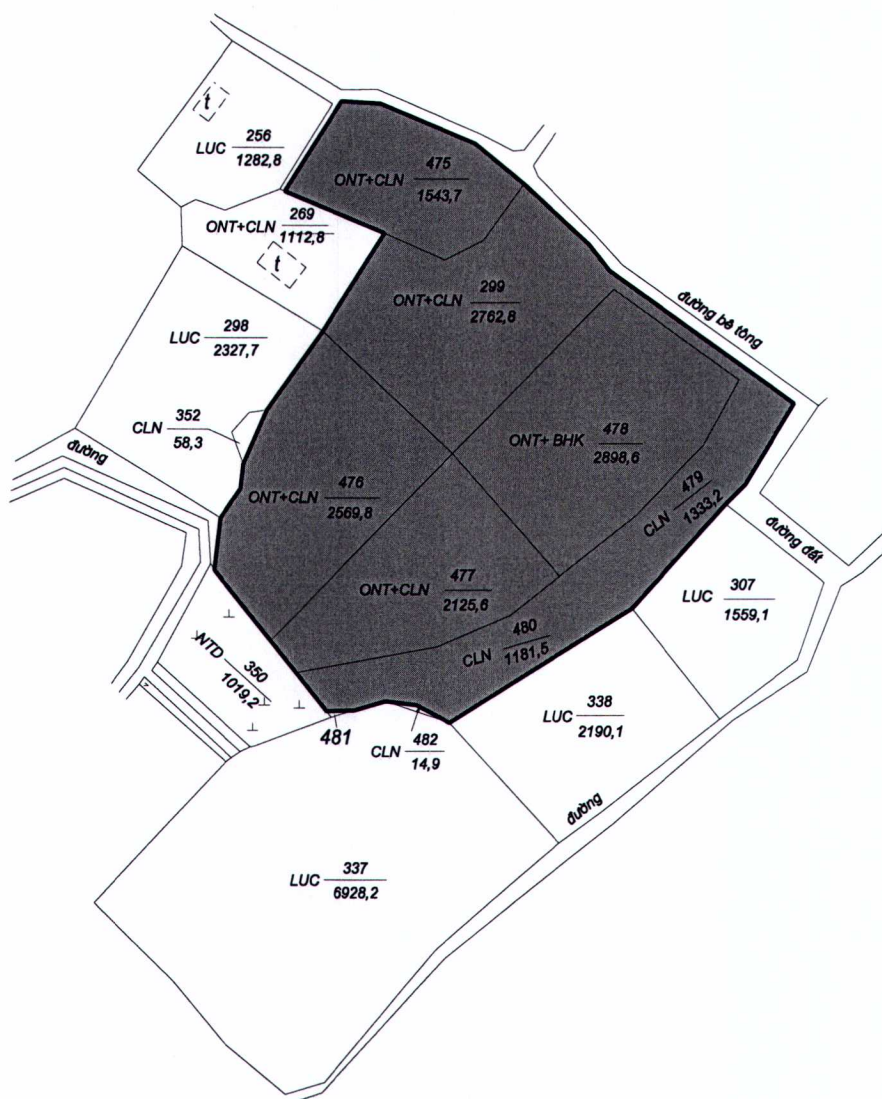 t
LUC 256
1282,8
ONT+CLN 475
1543,7
ONT+CLN 269
1112,8
t
ONT+CLN 299
2762,8
đường bê tông
LUC 298
2327,7
CLN 352
58,3
ONT+ BHK 478
2898,6
đường
ONT+CLN 476
2569,8
CLN 479
1333,2
đường đất
ONT+CLN 477
2125,6
LUC 307
1559,1
CLN 480
1181,5
NTD 350
1019,2
LUC 338
2190,1
481
CLN 482
14,9
đường
LUC 337
6928,2